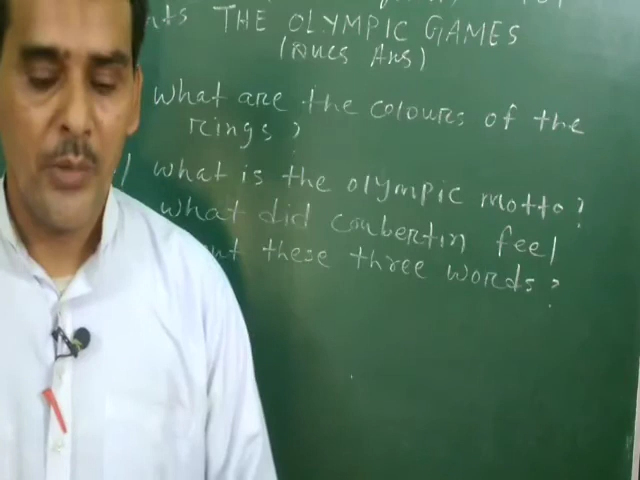 THE OLYMPIC GAMES
(Ques Ans)
What are the colours of the
rings?
What is the olympic motto?
what did coubertin feel
these three words?